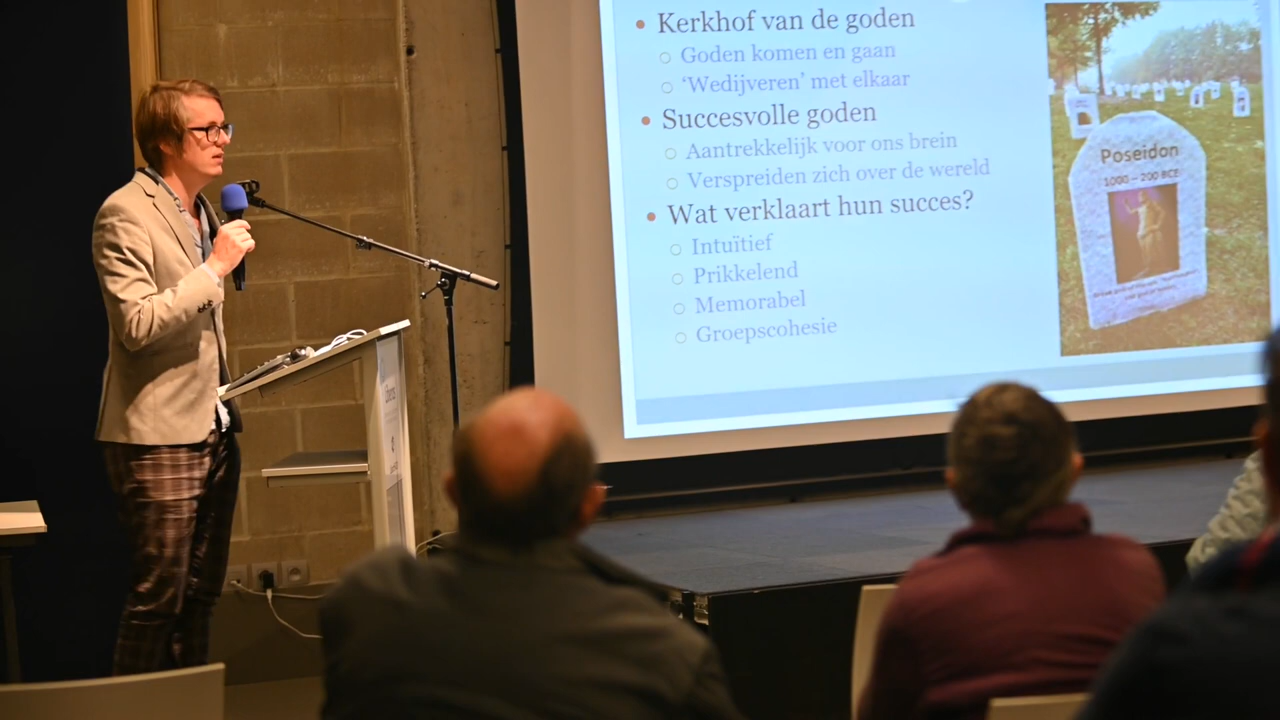 Kerkhof van de goden
Goden komen en gaan
‘Wedijveren’ met elkaar
Succesvolle goden
Aantrekkelijk voor ons brein
Verspreiden zich over de wereld
Wat verklaart hun succes?
Intuïtief
Prikkelend
Memorabel
Groepscohesie
Poseidon
1000 – 200 BCE